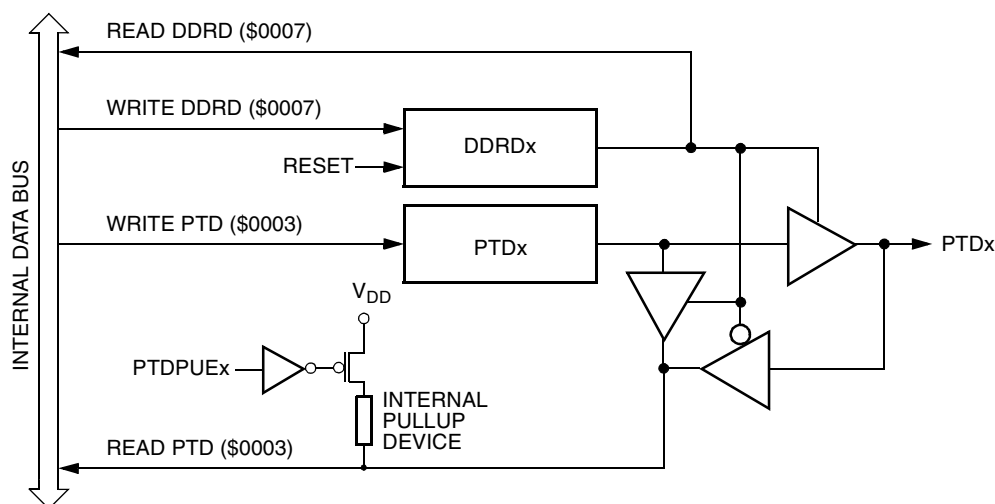 READ DDRD ($0007)
WRITE DDRD ($0007)
DDRDx
RESET
WRITE PTD ($0003)
PTDx
PTDx
VDD
PTDPUEx
INTERNAL
PULLUP
DEVICE
READ PTD ($0003)
INTERNAL DATA BUS